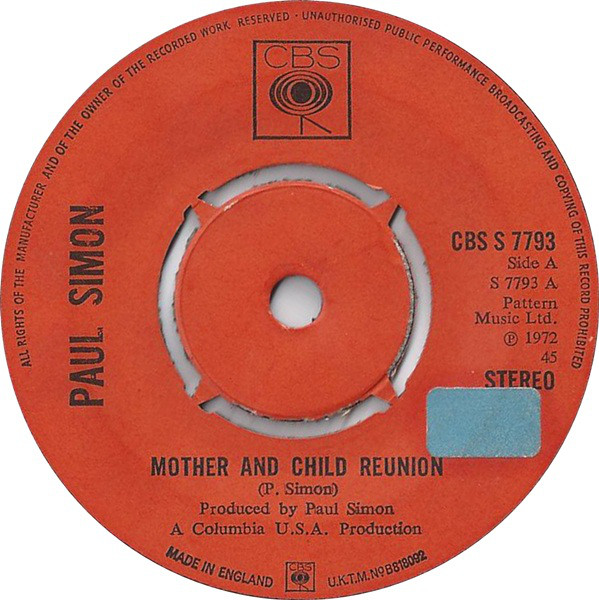 ALL RIGHTS OF THE MANUFACTURER AND OF THE OWNER OF THE RECORDED WORK RESERVED · UNAUTHORISED PUBLIC PERFORMANCE BROADCASTING AND COPYING OF THIS RECORD PROHIBITED
CBS
PAUL SIMON
CBS S 7793
Side A
S 7793 A
Pattern
Music Ltd.
℗ 1972
45
STEREO
MOTHER AND CHILD REUNION
(P. Simon)
Produced by Paul Simon
A Columbia U.S.A. Production
MADE IN ENGLAND
CBS
U.K.T.M. No B818092